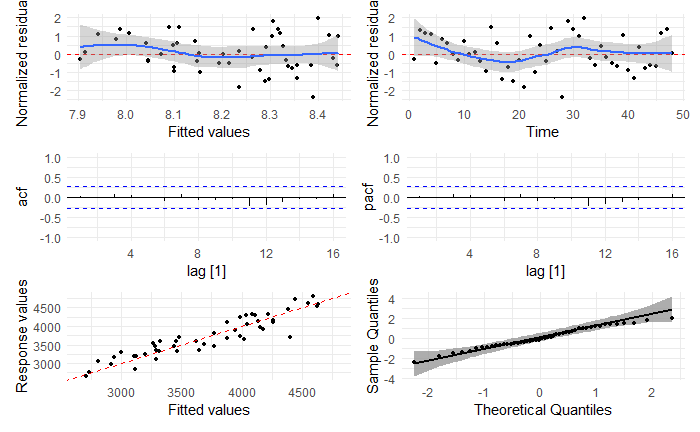 Normalized residual
2
1
0
-1
-2
7.9 8.0 8.1 8.2 8.3 8.4
Fitted values
Normalized residual
2
1
0
-1
-2
0 10 20 30 40 50
Time
acf
1.0
0.5
0.0
-0.5
-1.0
4 8 12 16
lag [1]
pacf
1.0
0.5
0.0
-0.5
-1.0
4 8 12 16
lag [1]
Response values
4500
4000
3500
3000
3000 3500 4000 4500
Fitted values
Sample Quantiles
4
2
0
-2
-4
-2 -1 0 1 2
Theoretical Quantiles